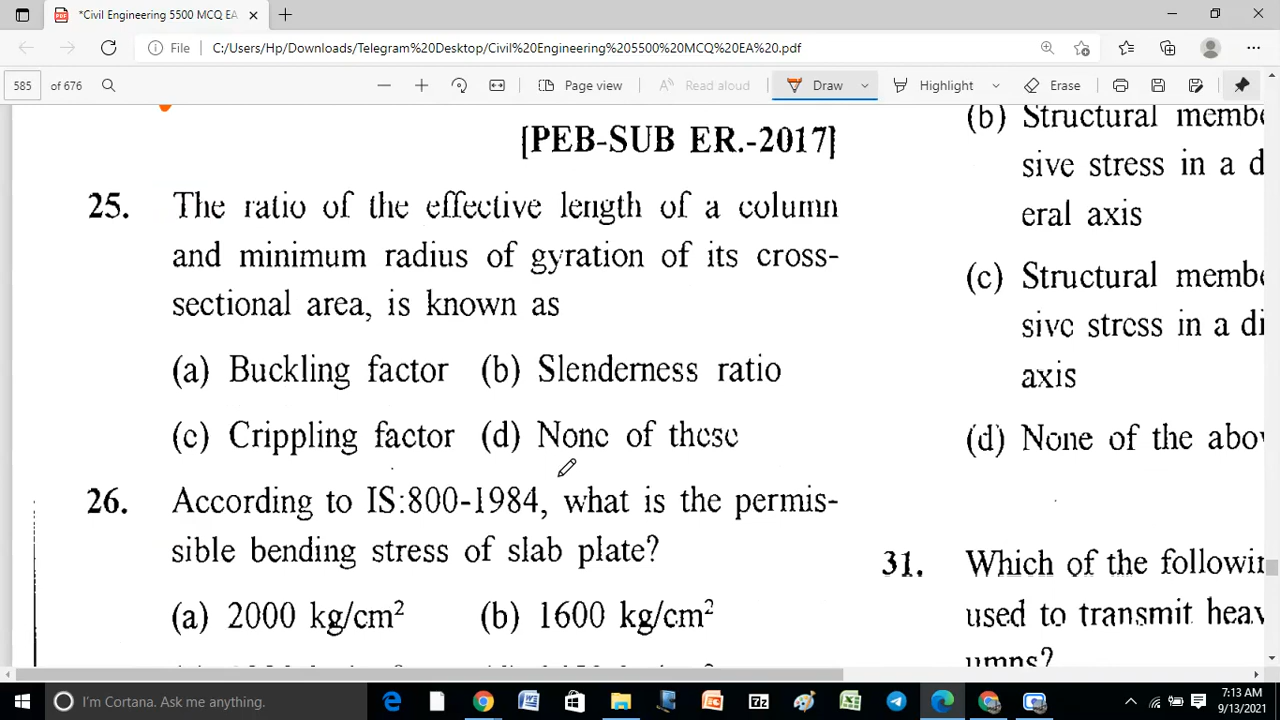 *Civil Engineering 5500 MCQ EA
File
C:/Users/Hp/Downloads/Telegram%20Desktop/Civil%20Engineering%205500%20MCQ%20EA%20.pdf
585 of 676
Page view
Read aloud
Draw
Highlight
Erase
[PEB-SUB ER.-2017]
25. The ratio of the effective length of a column
and minimum radius of gyration of its cross-
sectional area, is known as
(a) Buckling factor (b) Slenderness ratio
(c) Crippling factor (d) None of these
26. According to IS:800-1984, what is the permis-
sible bending stress of slab plate?
(a) 2000 kg/cm² (b) 1600 kg/cm²
(b) Structural membe
sive stress in a d
eral axis
(c) Structural membe
sive stress in a di
axis
(d) None of the abov
31. Which of the followin
used to transmit heav
umns?
I'm Cortana. Ask me anything.
7:13 AM
9/13/2021